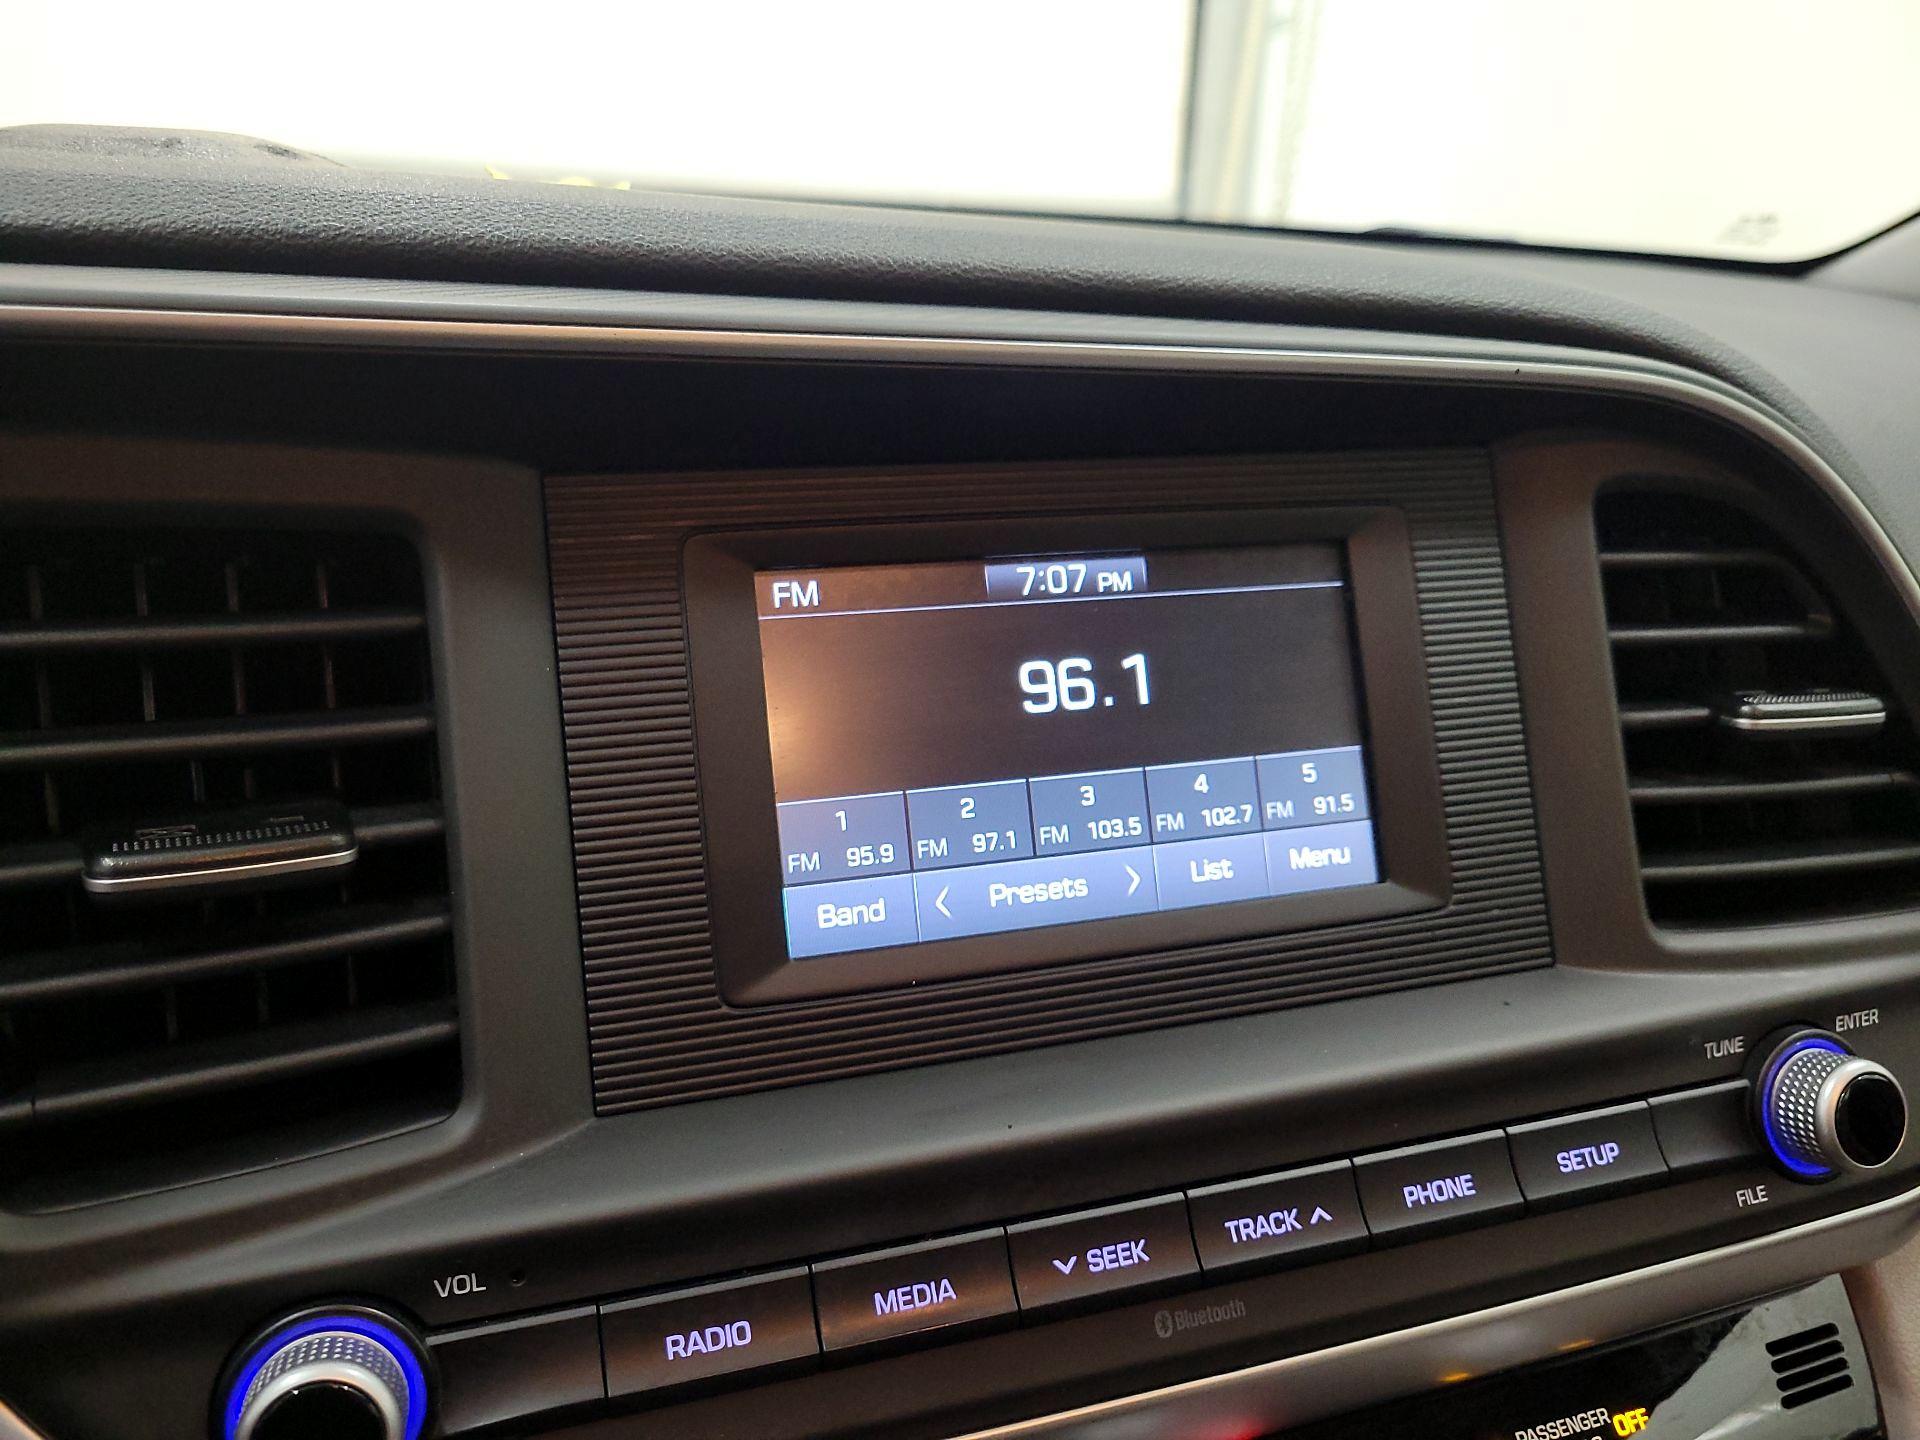 FM 7:07 PM
96.1
1 2 3 4 5
FM 95.9 FM 97.1 FM 103.5 FM 102.7 FM 91.5
Band < Presets > List Menu
TUNE ENTER
FILE
VOL
RADIO MEDIA ∨ SEEK TRACK ∧ PHONE SETUP
Bluetooth
PASSENGER OFF